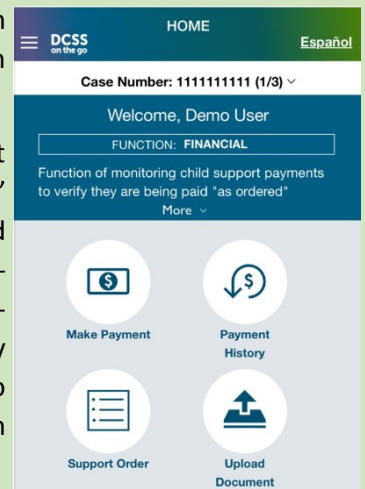 HOME
DCSS
on the go
Español
Case Number: 1111111111 (1/3)
Welcome, Demo User
FUNCTION: FINANCIAL
Function of monitoring child support payments
to verify they are being paid "as ordered"
More
Make Payment
Payment
History
Support Order
Upload
Document